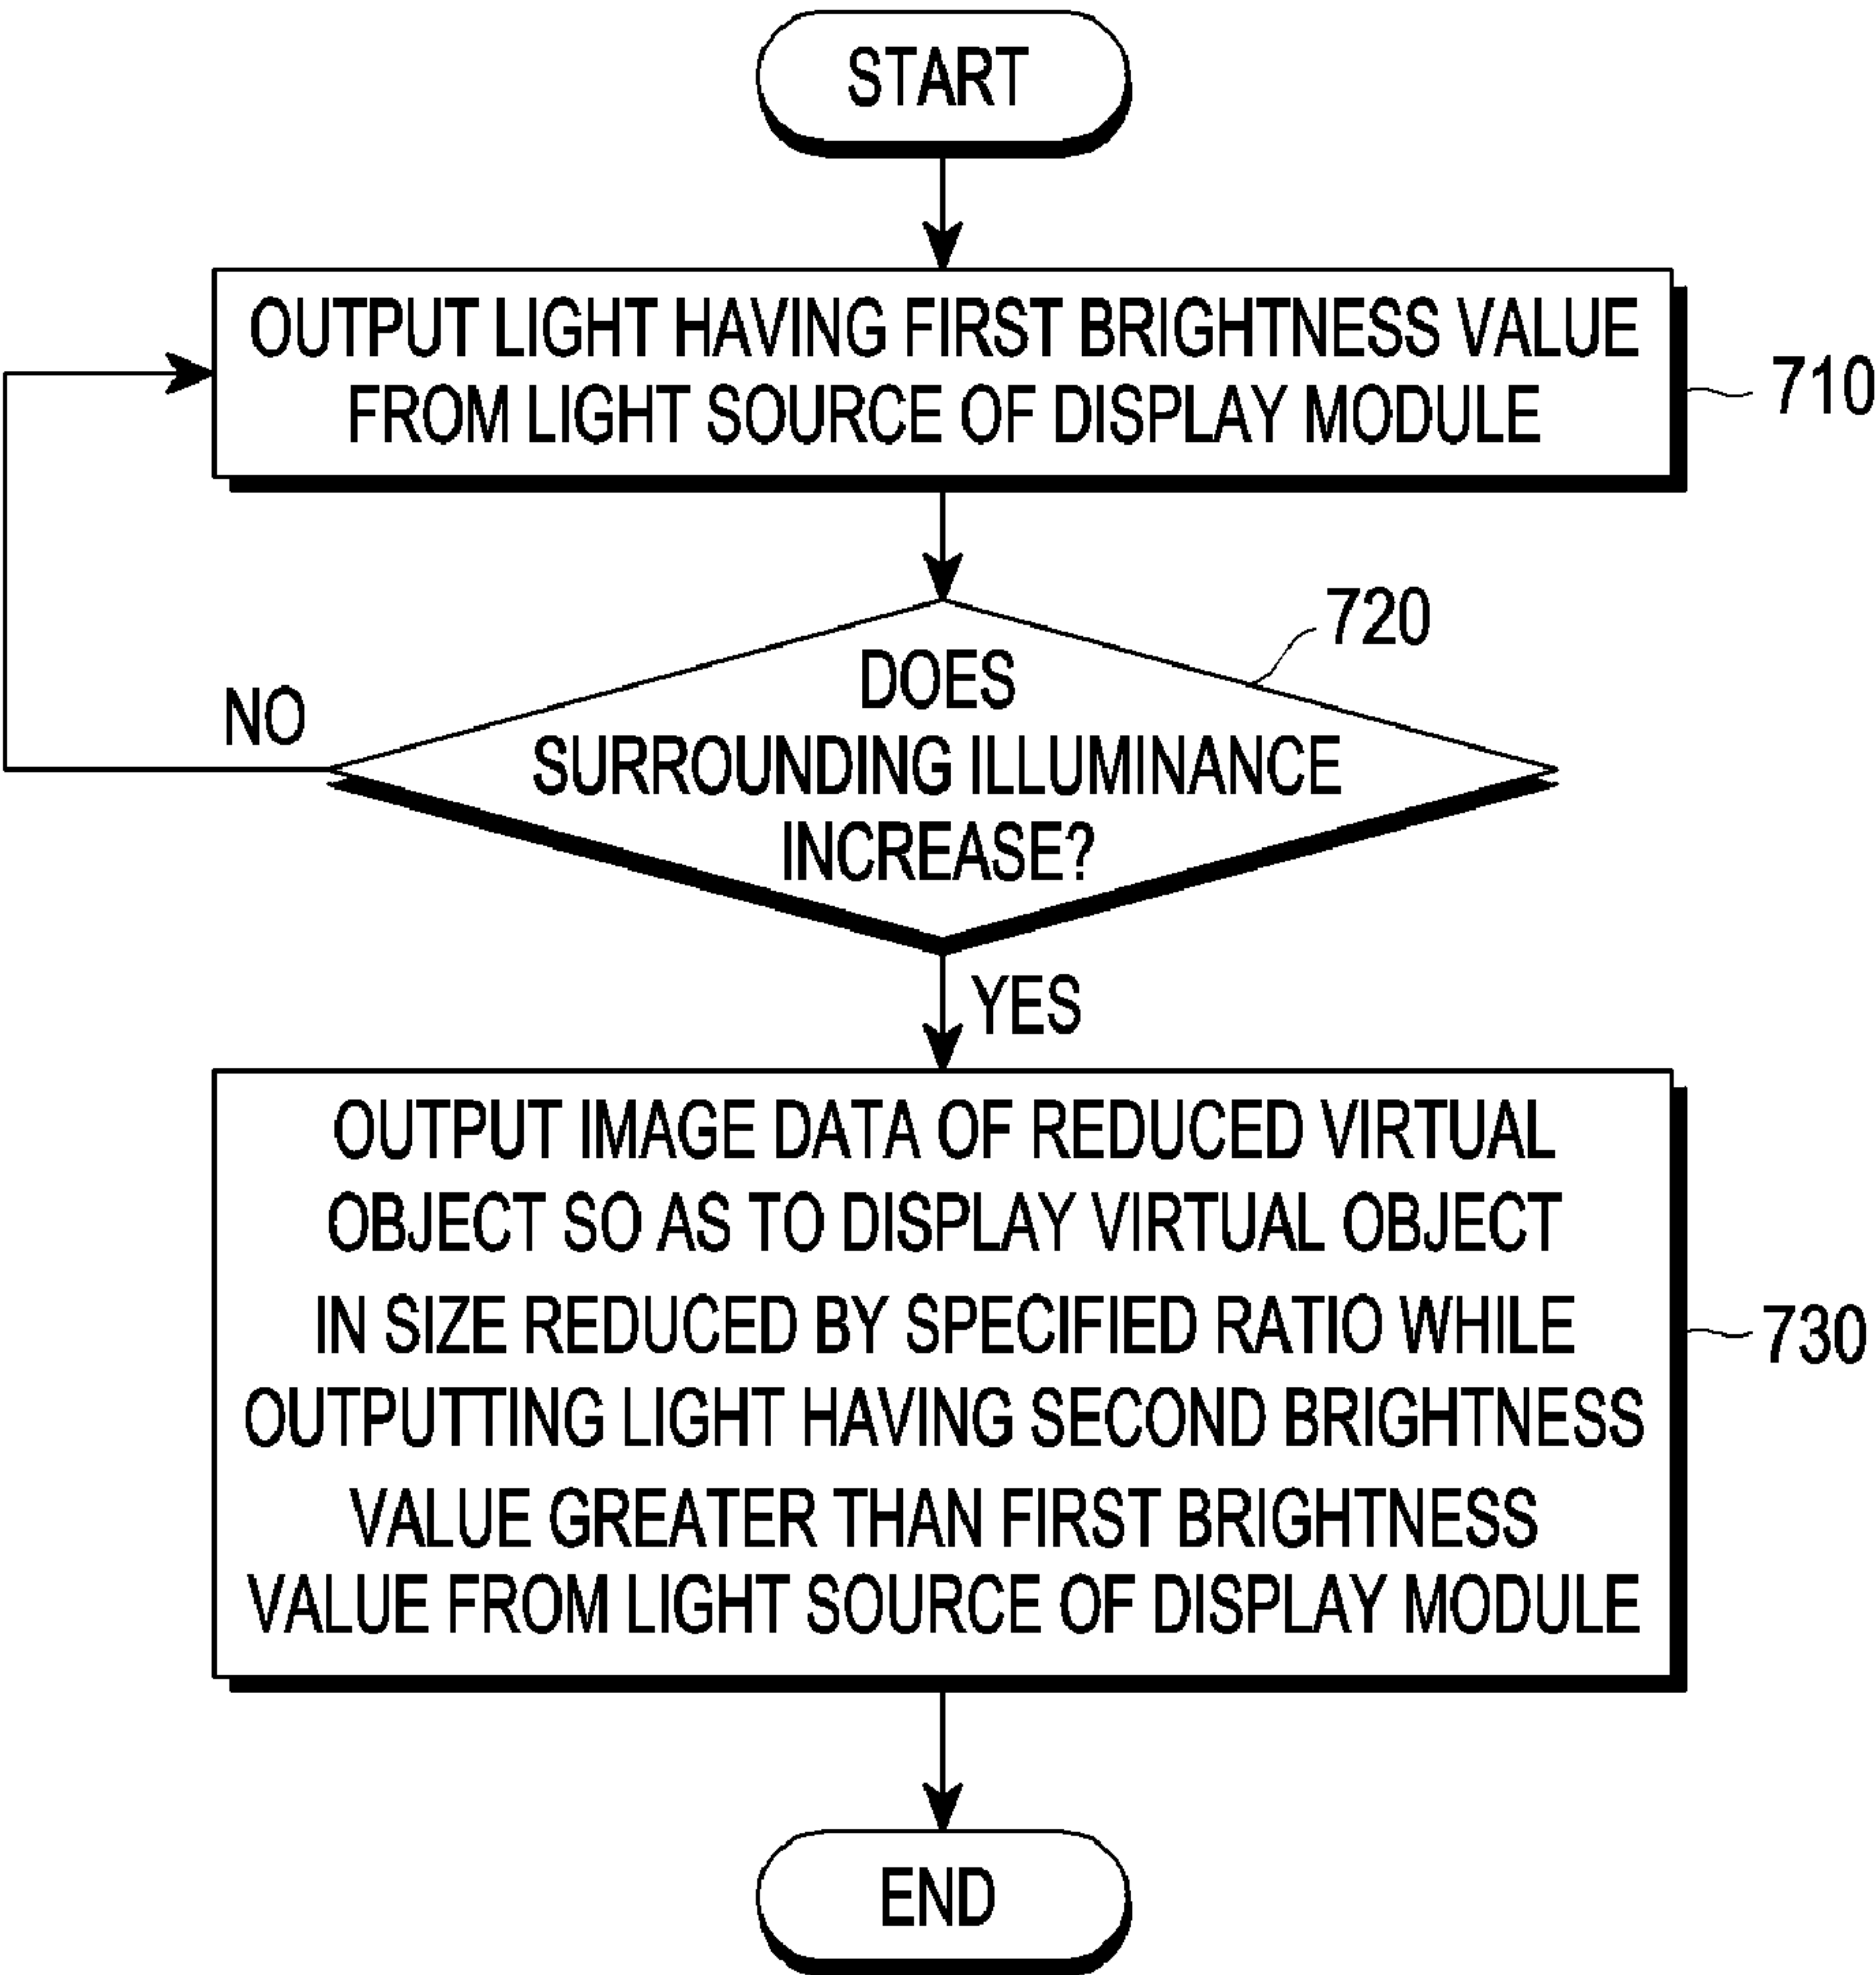 START
OUTPUT LIGHT HAVING FIRST BRIGHTNESS VALUE
FROM LIGHT SOURCE OF DISPLAY MODULE
710
720
DOES
SURROUNDING ILLUMINANCE
INCREASE?
NO
YES
OUTPUT IMAGE DATA OF REDUCED VIRTUAL
OBJECT SO AS TO DISPLAY VIRTUAL OBJECT
IN SIZE REDUCED BY SPECIFIED RATIO WHILE
OUTPUTTING LIGHT HAVING SECOND BRIGHTNESS
VALUE GREATER THAN FIRST BRIGHTNESS
VALUE FROM LIGHT SOURCE OF DISPLAY MODULE
730
END